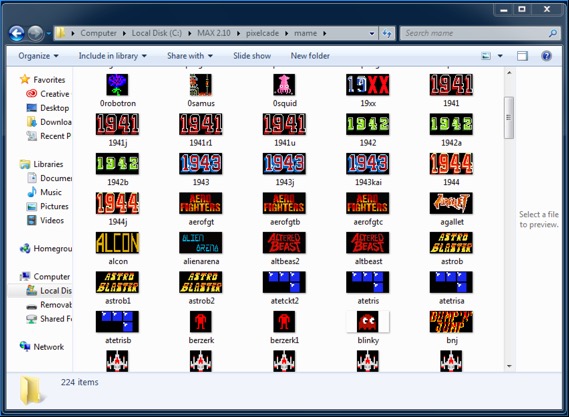 Computer ▸ Local Disk (C:) ▸ MAX 2.10 ▸ pixelcade ▸ mame ▸
Search mame
Organize ▾ Include in library ▾ Share with ▾ Slide show New folder
Favorites
Creative
Desktop
Downloa
Recent P
Libraries
Documen
Music
Pictures
Videos
Homegrou
Computer
Local Dis
Removab
Shared Fo
Network
0robotron 0samus 0squid 19xx 1941
19XX 1941
1941j 1941r1 1941u 1942 1942a
1941 1941 1941 1942 1942
1942b 1943 1943j 1943kai 1944
1942 1943 1943 1943 1944
1944j aerofgt aerofgtb aerofgtc agallet
1944 AERO FIGHTERS AERO FIGHTERS AERO FIGHTERS
alcon alienarena altbeas2 altbeast astrob
ALCON ALIEN ARENA ALTERED BEAST ALTERED BEAST ASTRO BLASTER
astrob1 astrob2 atetckt2 atetris atetrisa
ASTRO BLASTER ASTRO BLASTER
atetrisb berzerk berzerk1 blinky bnj
BUMP 'N' JUMP
Select a file
to preview.
224 items